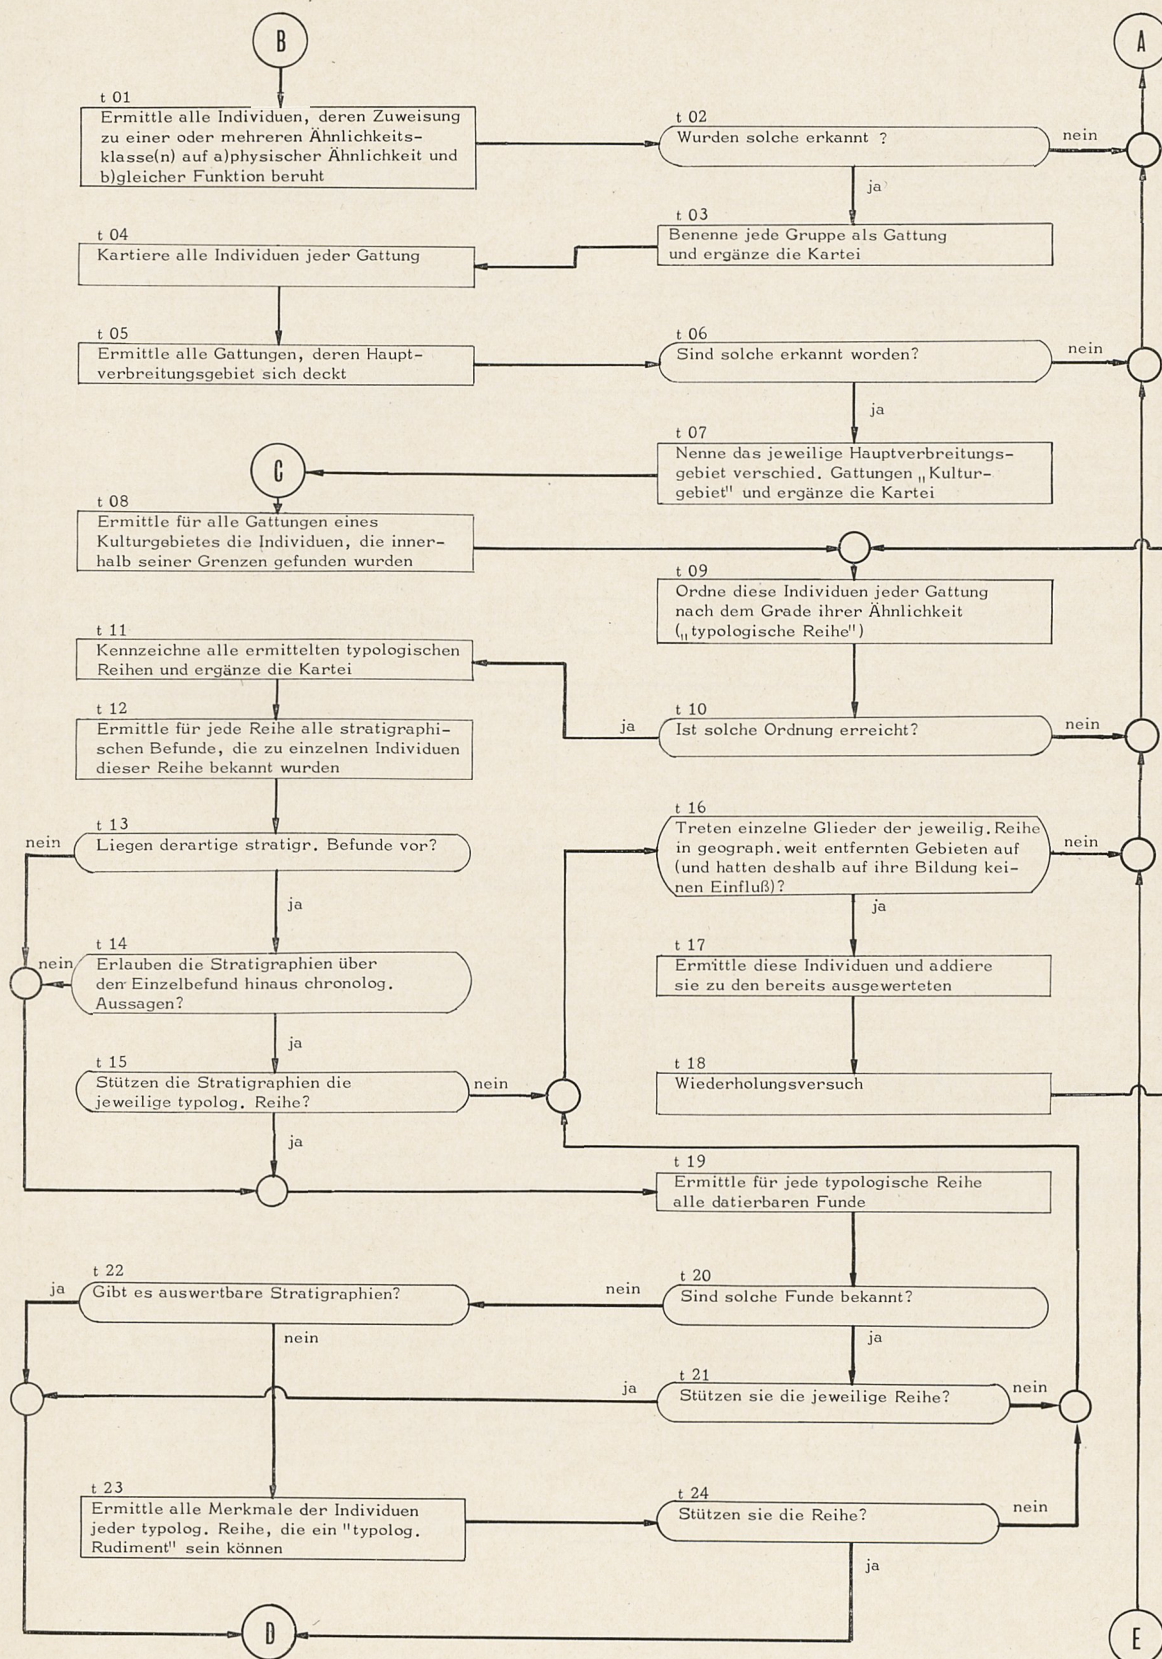 B
A
t 01
Ermittle alle Individuen, deren Zuweisung
zu einer oder mehreren Ähnlichkeits-
klasse(n) auf a)physischer Ähnlichkeit und
b)gleicher Funktion beruht
t 02
Wurden solche erkannt ?
nein
ja
t 03
Benenne jede Gruppe als Gattung
und ergänze die Kartei
t 04
Kartiere alle Individuen jeder Gattung
t 05
Ermittle alle Gattungen, deren Haupt-
verbreitungsgebiet sich deckt
t 06
Sind solche erkannt worden?
nein
ja
t 07
Nenne das jeweilige Hauptverbreitungs-
gebiet verschied. Gattungen „Kultur-
gebiet" und ergänze die Kartei
C
t 08
Ermittle für alle Gattungen eines
Kulturgebietes die Individuen, die inner-
halb seiner Grenzen gefunden wurden
t 09
Ordne diese Individuen jeder Gattung
nach dem Grade ihrer Ähnlichkeit
(„typologische Reihe")
t 10
Ist solche Ordnung erreicht?
ja
nein
t 11
Kennzeichne alle ermittelten typologischen
Reihen und ergänze die Kartei
t 12
Ermittle für jede Reihe alle stratigraphi-
schen Befunde, die zu einzelnen Individuen
dieser Reihe bekannt wurden
t 13
nein
Liegen derartige stratigr. Befunde vor?
ja
t 14
nein
Erlauben die Stratigraphien über
den Einzelbefund hinaus chronolog.
Aussagen?
ja
t 15
Stützen die Stratigraphien die
jeweilige typolog. Reihe?
nein
ja
t 16
Treten einzelne Glieder der jeweilig. Reihe
in geograph. weit entfernten Gebieten auf
(und hatten deshalb auf ihre Bildung kei-
nen Einfluß)?
nein
ja
t 17
Ermittle diese Individuen und addiere
sie zu den bereits ausgewerteten
t 18
Wiederholungsversuch
t 19
Ermittle für jede typologische Reihe
alle datierbaren Funde
t 20
Sind solche Funde bekannt?
nein
ja
t 21
Stützen sie die jeweilige Reihe?
ja
nein
t 22
ja
Gibt es auswertbare Stratigraphien?
nein
t 23
Ermittle alle Merkmale der Individuen
jeder typolog. Reihe, die ein "typolog.
Rudiment" sein können
t 24
Stützen sie die Reihe?
nein
ja
D
E